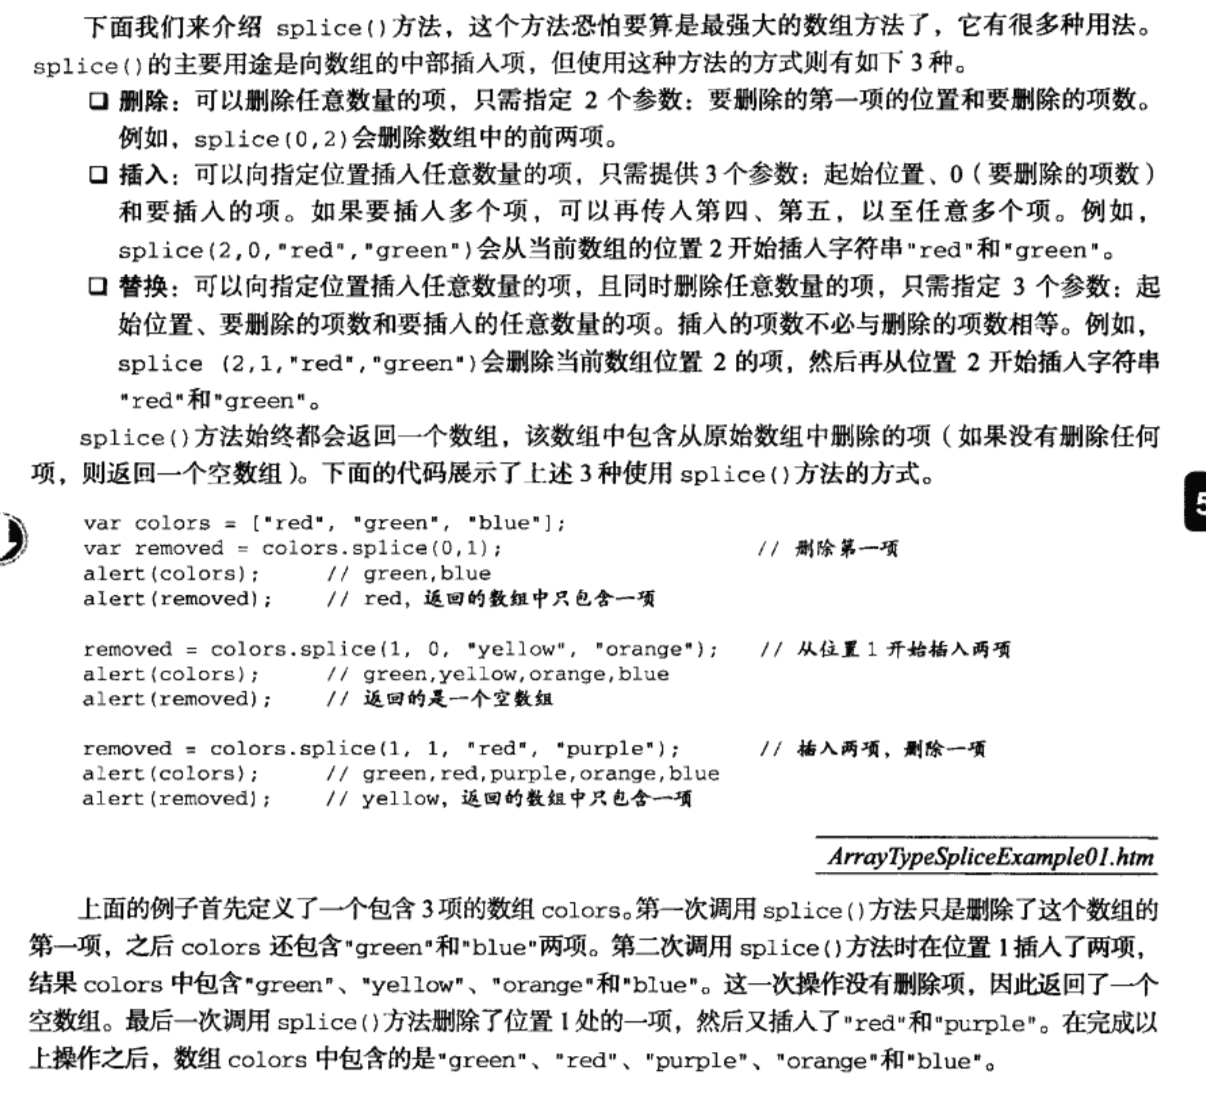 下面我们来介绍 splice()方法，这个方法恐怕要算是最强大的数组方法了，它有很多种用法。
splice()的主要用途是向数组的中部插入项，但使用这种方法的方式则有如下 3 种。
❏ 删除：可以删除任意数量的项，只需指定 2 个参数：要删除的第一项的位置和要删除的项数。
例如，splice(0,2)会删除数组中的前两项。
❏ 插入：可以向指定位置插入任意数量的项，只需提供 3 个参数：起始位置、0（要删除的项数）
和要插入的项。如果要插入多个项，可以再传入第四、第五，以至任意多个项。例如，
splice(2,0,"red","green")会从当前数组的位置 2 开始插入字符串"red"和"green"。
❏ 替换：可以向指定位置插入任意数量的项，且同时删除任意数量的项，只需指定 3 个参数：起
始位置、要删除的项数和要插入的任意数量的项。插入的项数不必与删除的项数相等。例如，
splice (2,1,"red","green")会删除当前数组位置 2 的项，然后再从位置 2 开始插入字符串
"red"和"green"。
splice()方法始终都会返回一个数组，该数组中包含从原始数组中删除的项（如果没有删除任何
项，则返回一个空数组）。下面的代码展示了上述 3 种使用 splice()方法的方式。
5
var colors = ["red", "green", "blue"];
var removed = colors.splice(0,1); // 删除第一项
alert(colors); // green,blue
alert(removed); // red，返回的数组中只包含一项
removed = colors.splice(1, 0, "yellow", "orange"); // 从位置 1 开始插入两项
alert(colors); // green,yellow,orange,blue
alert(removed); // 返回的是一个空数组
removed = colors.splice(1, 1, "red", "purple"); // 插入两项，删除一项
alert(colors); // green,red,purple,orange,blue
alert(removed); // yellow，返回的数组中只包含一项
ArrayTypeSpliceExample01.htm
上面的例子首先定义了一个包含 3 项的数组 colors。第一次调用 splice()方法只是删除了这个数组的
第一项，之后 colors 还包含"green"和"blue"两项。第二次调用 splice()方法时在位置 1 插入了两项，
结果 colors 中包含"green"、"yellow"、"orange"和"blue"。这一次操作没有删除项，因此返回了一个
空数组。最后一次调用 splice()方法删除了位置 1 处的一项，然后又插入了"red"和"purple"。在完成以
上操作之后，数组 colors 中包含的是"green"、"red"、"purple"、"orange"和"blue"。